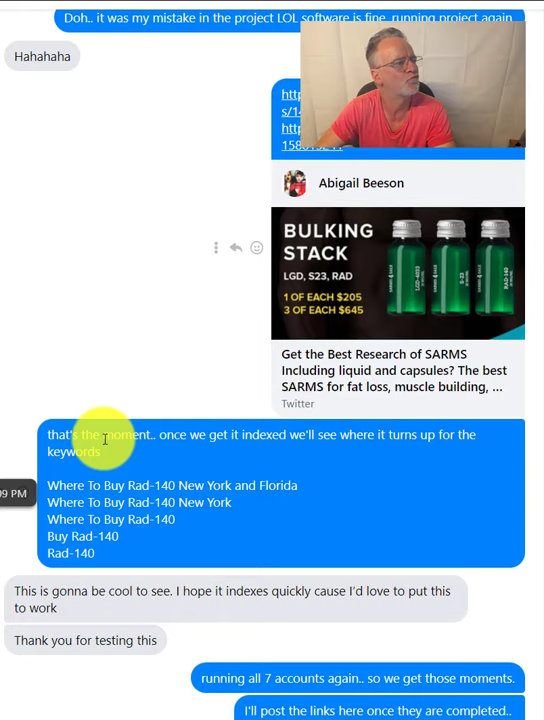 Doh.. it was my mistake in the project LOL software is fine, running project again
Hahahaha
Abigail Beeson
BULKING
STACK
LGD, S23, RAD
1 OF EACH $205
3 OF EACH $645
LGD-4033
S-23
RAD-140
Get the Best Research of SARMS
Including liquid and capsules? The best
SARMS for fat loss, muscle building, ...
Twitter
that's the moment.. once we get it indexed we'll see where it turns up for the
keywords
09 PM
Where To Buy Rad-140 New York and Florida
Where To Buy Rad-140 New York
Where To Buy Rad-140
Buy Rad-140
Rad-140
This is gonna be cool to see. I hope it indexes quickly cause I'd love to put this
to work
Thank you for testing this
running all 7 accounts again.. so we get those moments.
I'll post the links here once they are completed..